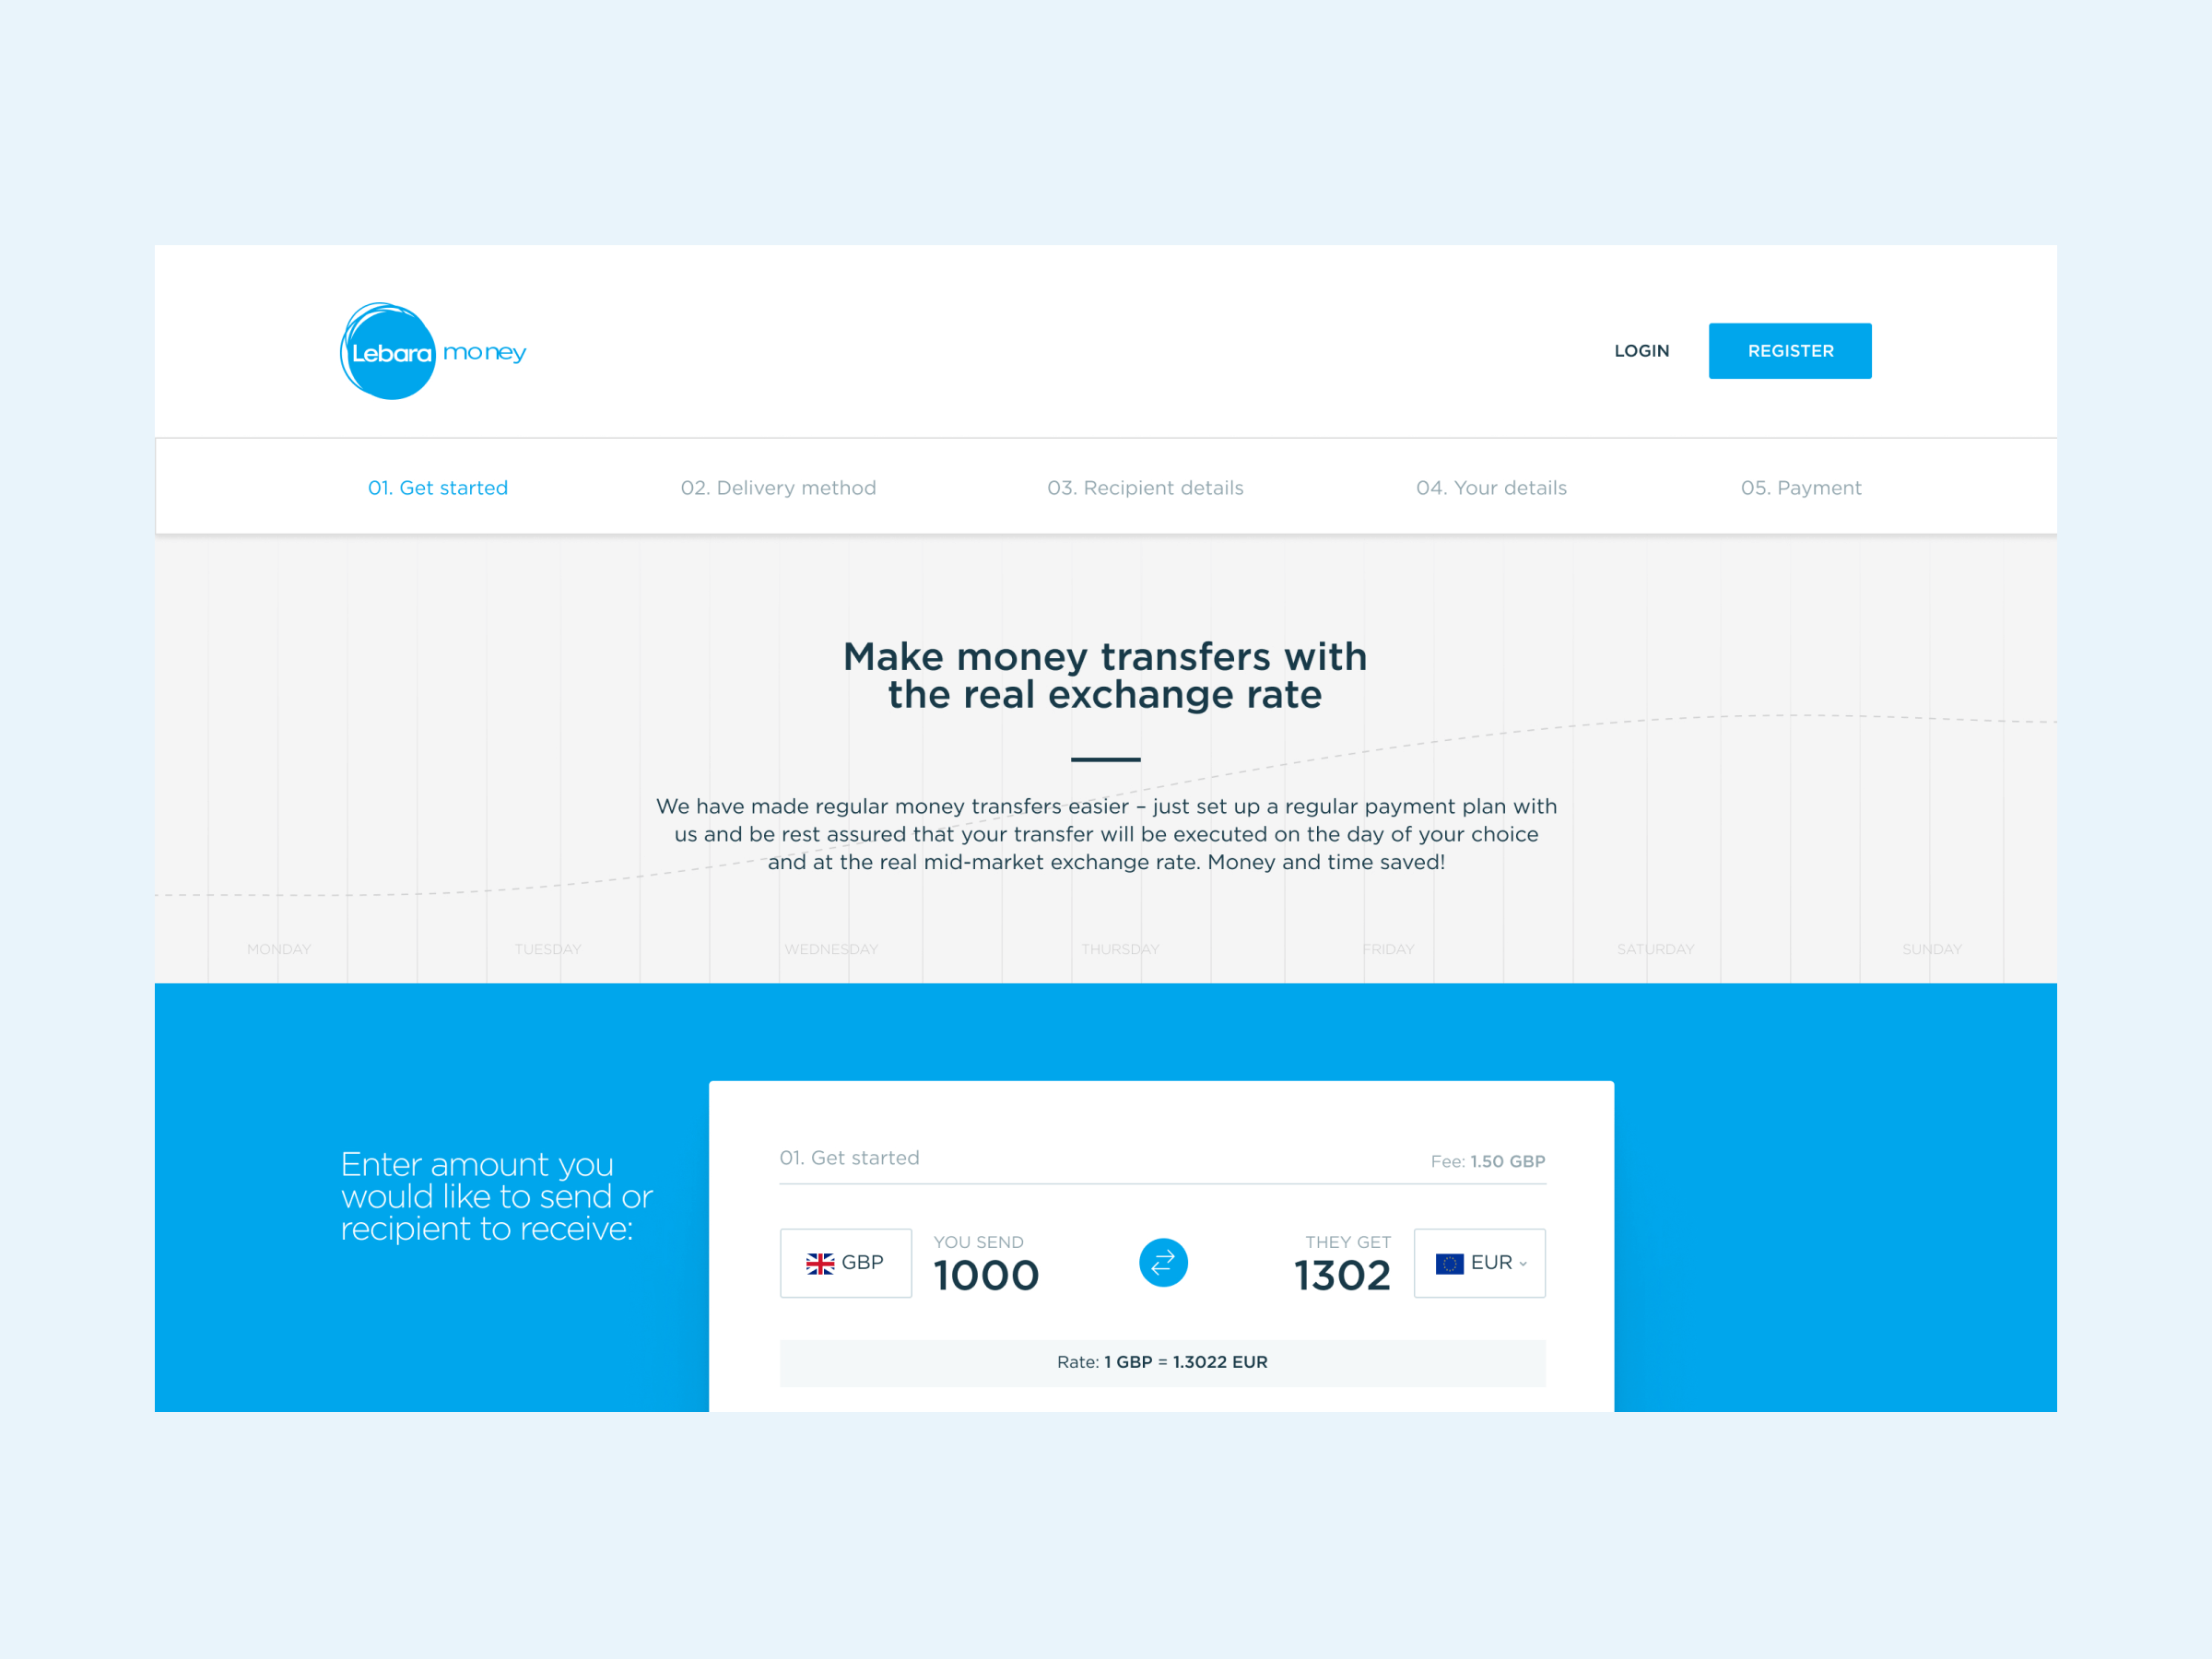 Lebara money
LOGIN
REGISTER
01. Get started
02. Delivery method
03. Recipient details
04. Your details
05. Payment
Make money transfers with
the real exchange rate
We have made regular money transfers easier – just set up a regular payment plan with
us and be rest assured that your transfer will be executed on the day of your choice
and at the real mid-market exchange rate. Money and time saved!
MONDAY
TUESDAY
WEDNESDAY
THURSDAY
FRIDAY
SATURDAY
SUNDAY
Enter amount you
would like to send or
recipient to receive:
01. Get started
Fee: 1.50 GBP
GBP
YOU SEND
1000
THEY GET
1302
EUR
Rate: 1 GBP = 1.3022 EUR